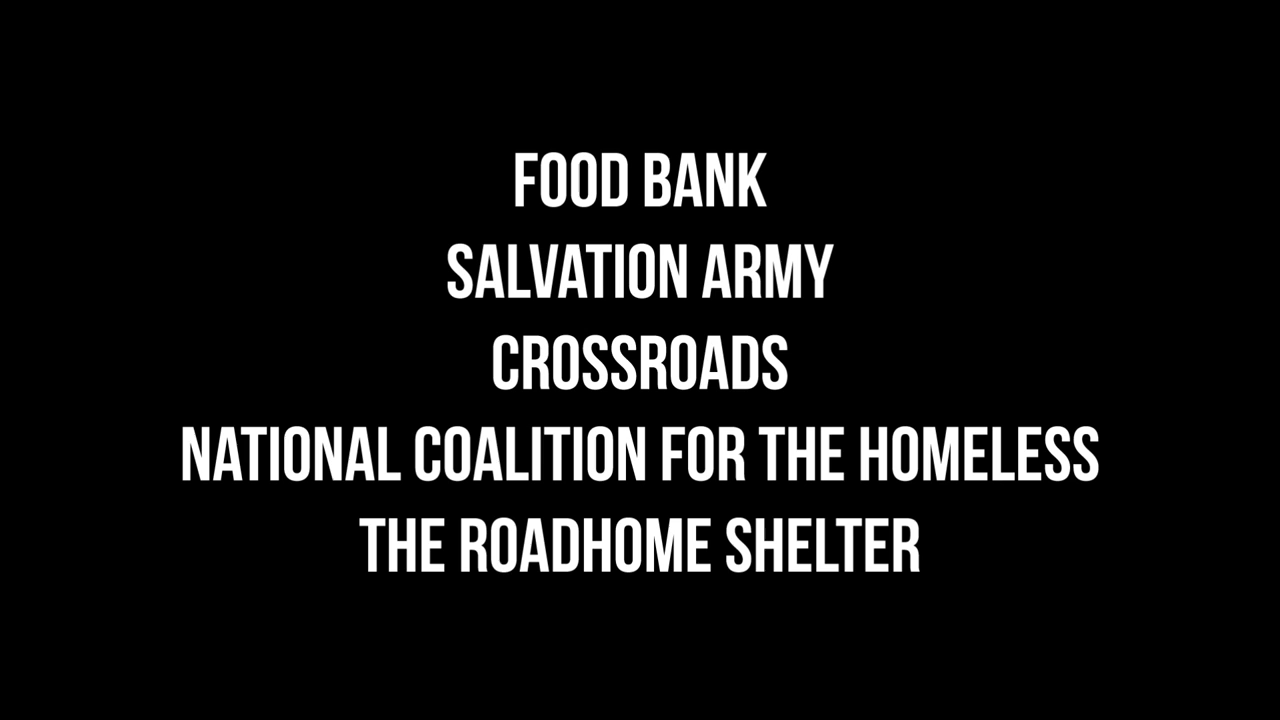 FOOD BANK
SALVATION ARMY
CROSSROADS
NATIONAL COALITION FOR THE HOMELESS
THE ROADHOME SHELTER